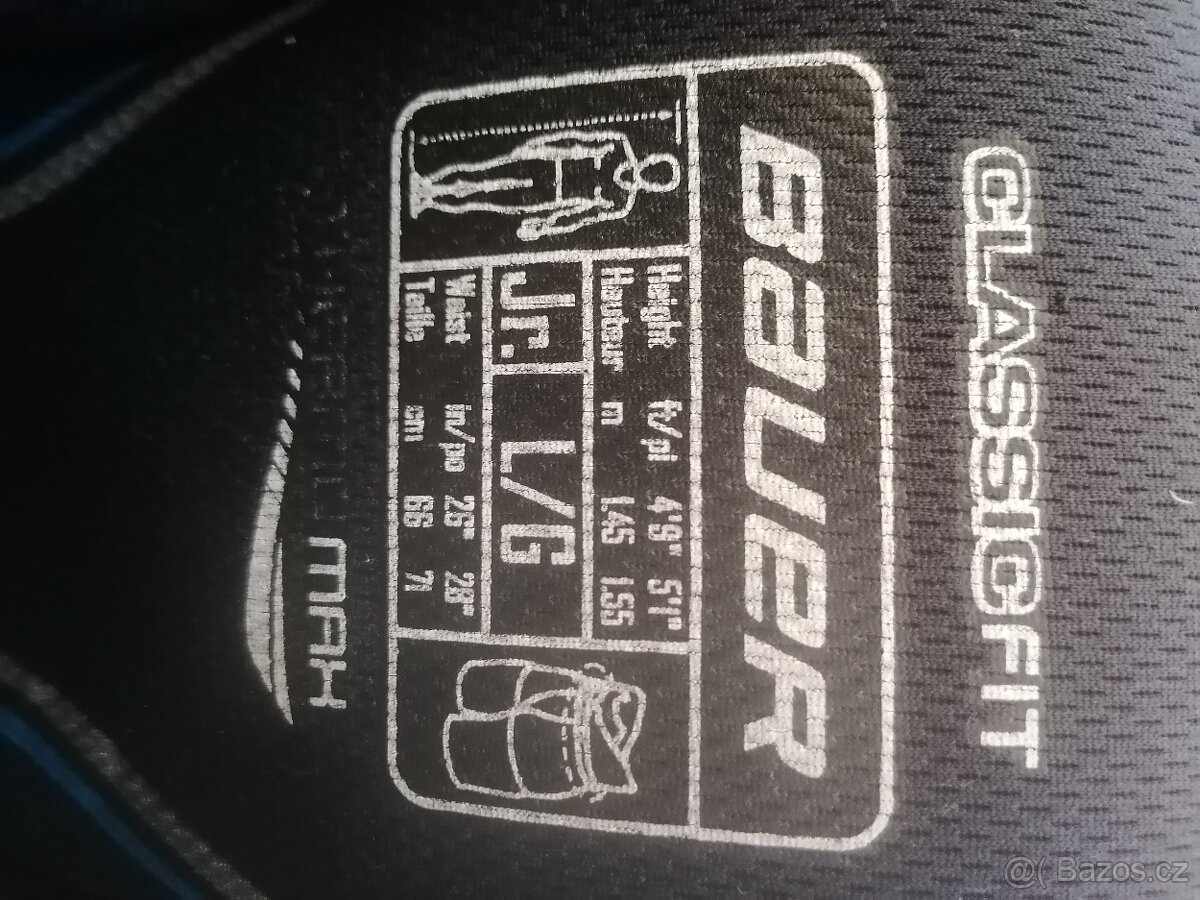 CLASSIC FIT
BAUER
Height ft/pi 4'9" 5'1"
Hauteur m 1.45 1.55
Jr. L/G
Waist in/po 26" 28"
Taille cm 66 71
MAX
@( Bazos.cz